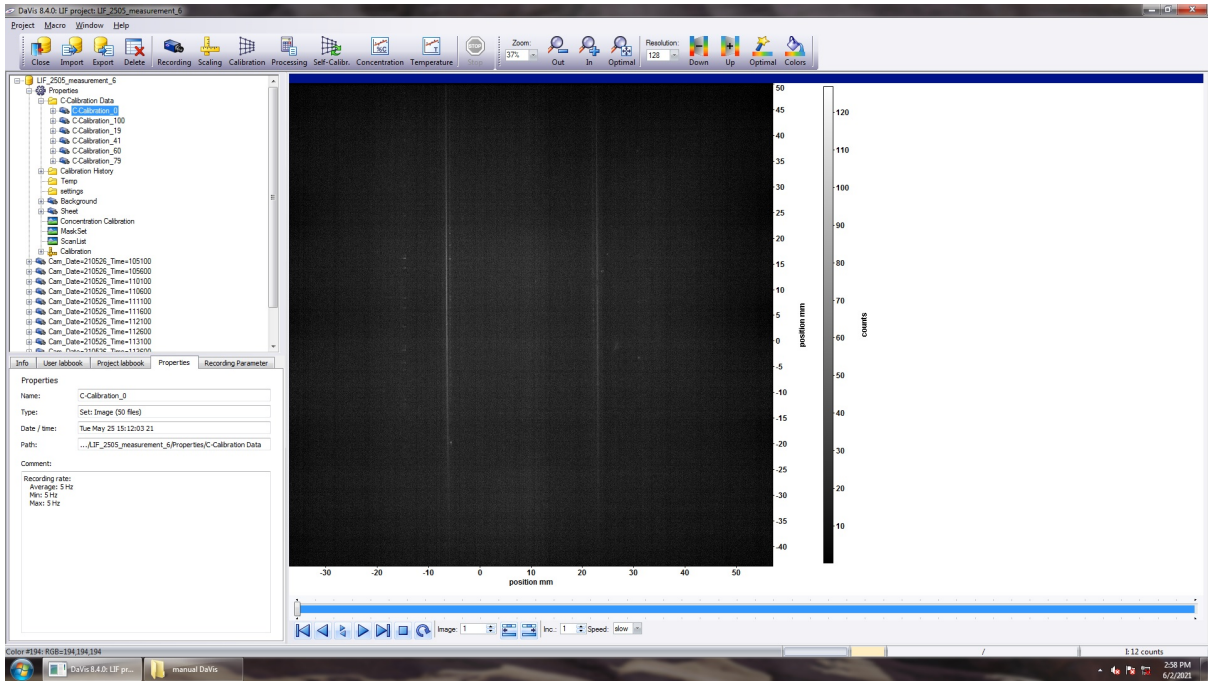 DaVis 8.4.0: LIF project: LIF_2505_measurement_6
Project Macro Window Help
Close Import Export Delete Recording Scaling Calibration Processing Self-Calibr. Concentration Temperature Stop Zoom: 37% Out In Optimal Resolution: 128 Down Up Optimal Colors
LIF_2505_measurement_6
Properties
C-Calibration Data
C-Calibration_0
C-Calibration_100
C-Calibration_19
C-Calibration_41
C-Calibration_60
C-Calibration_79
Calibration History
Temp
settings
Background
Sheet
Concentration Calibration
MaskSet
ScanList
Calibration
Cam_Date=210526_Time=105100
Cam_Date=210526_Time=105600
Cam_Date=210526_Time=110100
Cam_Date=210526_Time=110600
Cam_Date=210526_Time=111100
Cam_Date=210526_Time=111600
Cam_Date=210526_Time=112100
Cam_Date=210526_Time=112600
Cam_Date=210526_Time=113100
Cam_Date=210526_Time=113600
Info User labbook Project labbook Properties Recording Parameter
Properties
Name: C-Calibration_0
Type: Set: Image (50 files)
Date / time: Tue May 25 15:12:03 21
Path: .../LIF_2505_measurement_6/Properties/C-Calibration Data
Comment:
Recording rate:
Average: 5 Hz
Min: 5 Hz
Max: 5 Hz
50
45
40
35
30
25
20
15
10
5
0
-5
-10
-15
-20
-25
-30
-35
-40
position mm
-30 -20 -10 0 10 20 30 40 50
position mm
120
110
100
90
80
70
60
50
40
30
20
10
counts
Image: 1 Inc.: 1 Speed: slow
Color #194: RGB=194,194,194 / 1:12 counts
DaVis 8.4.0: LIF pr... manual DaVis 2:58 PM
6/2/2021